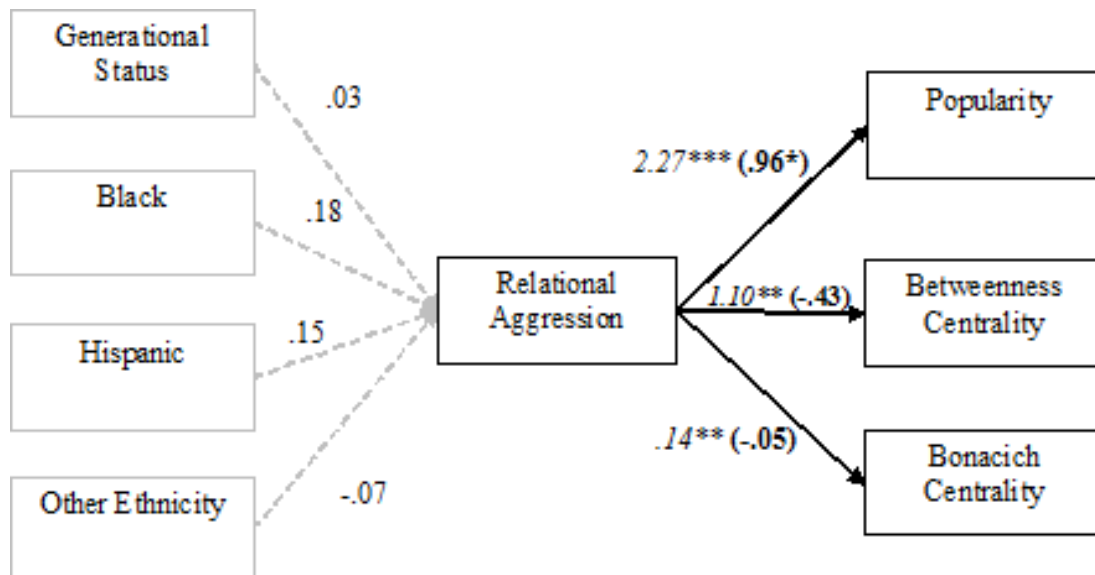 Generational
Status
.03
Black
.18
Hispanic
.15
Other Ethnicity
-.07
Relational
Aggression
2.27*** (.96*)
1.10** (-.43)
.14** (-.05)
Popularity
Betweenness
Centrality
Bonacich
Centrality